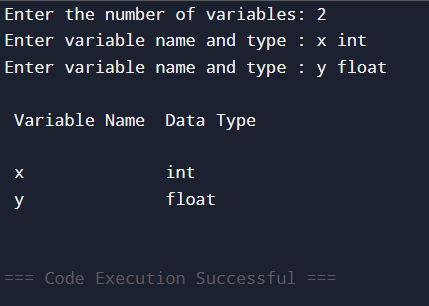 Enter the number of variables: 2
Enter variable name and type : x int
Enter variable name and type : y float
Variable Name  Data Type
x              int
y              float
=== Code Execution Successful ===